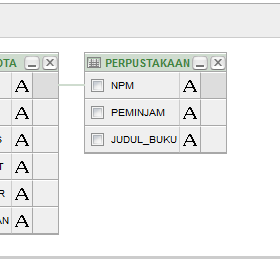 OTA
PERPUSTAKAAN
A
NPM A
A
PEMINJAM A
S A
JUDUL_BUKU A
T A
R A
AN A